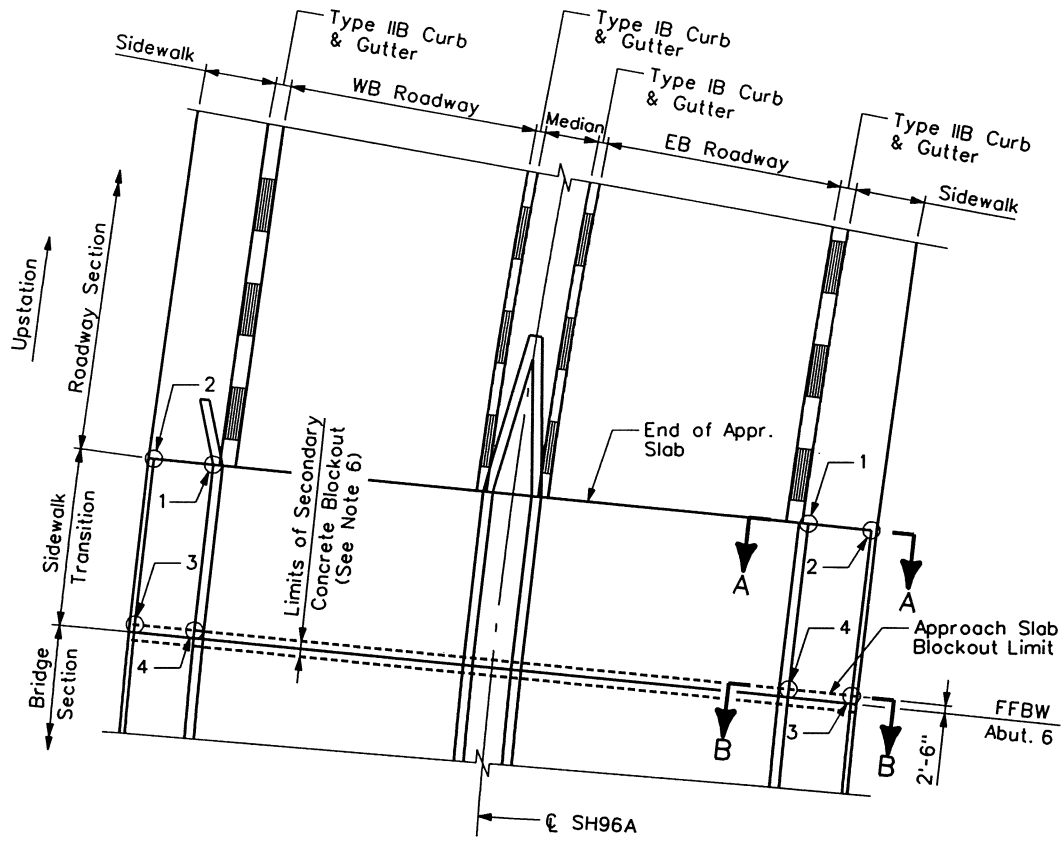 Type IIB Curb
& Gutter
Type IB Curb
& Gutter
Type IB Curb
& Gutter
Type IIB Curb
& Gutter
Sidewalk
WB Roadway
Median
EB Roadway
Sidewalk
Upstation
Roadway Section
2
1
Limits of Secondary
Concrete Blockout
(See Note 6)
End of Appr.
Slab
1
2
A
A
Sidewalk
Transition
3
4
4
Approach Slab
Blockout Limit
Bridge
Section
3
B
B
FFBW
Abut. 6
2'-6"
℄ SH96A